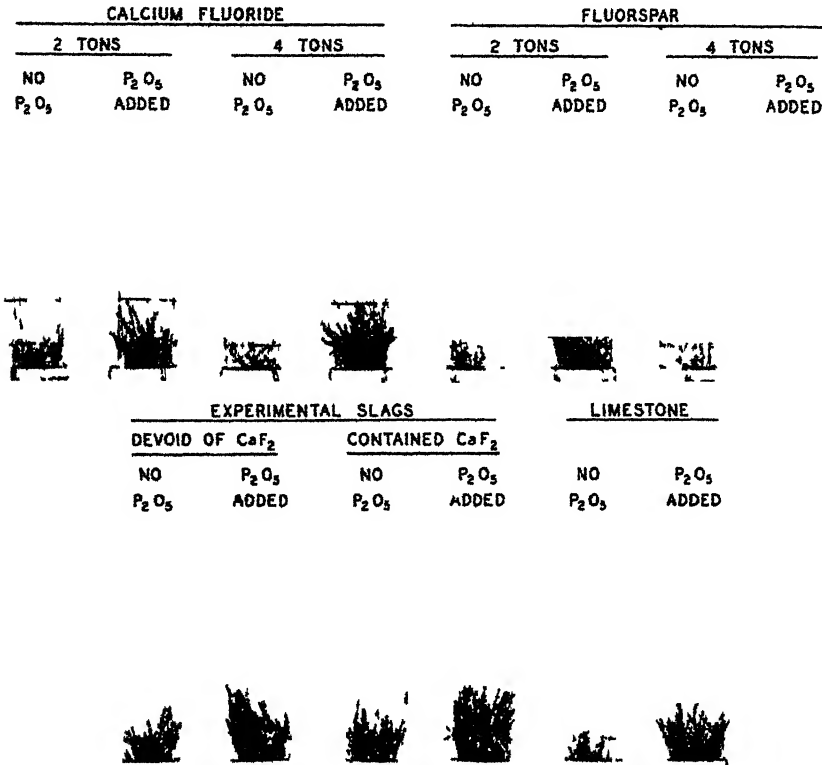 CALCIUM FLUORIDE FLUORSPAR
2 TONS 4 TONS 2 TONS 4 TONS
NO P₂O₅ NO P₂O₅ NO P₂O₅ NO P₂O₅
P₂O₅ ADDED P₂O₅ ADDED P₂O₅ ADDED P₂O₅ ADDED
EXPERIMENTAL SLAGS LIMESTONE
DEVOID OF CaF₂ CONTAINED CaF₂
NO P₂O₅ NO P₂O₅ NO P₂O₅
P₂O₅ ADDED P₂O₅ ADDED P₂O₅ ADDED